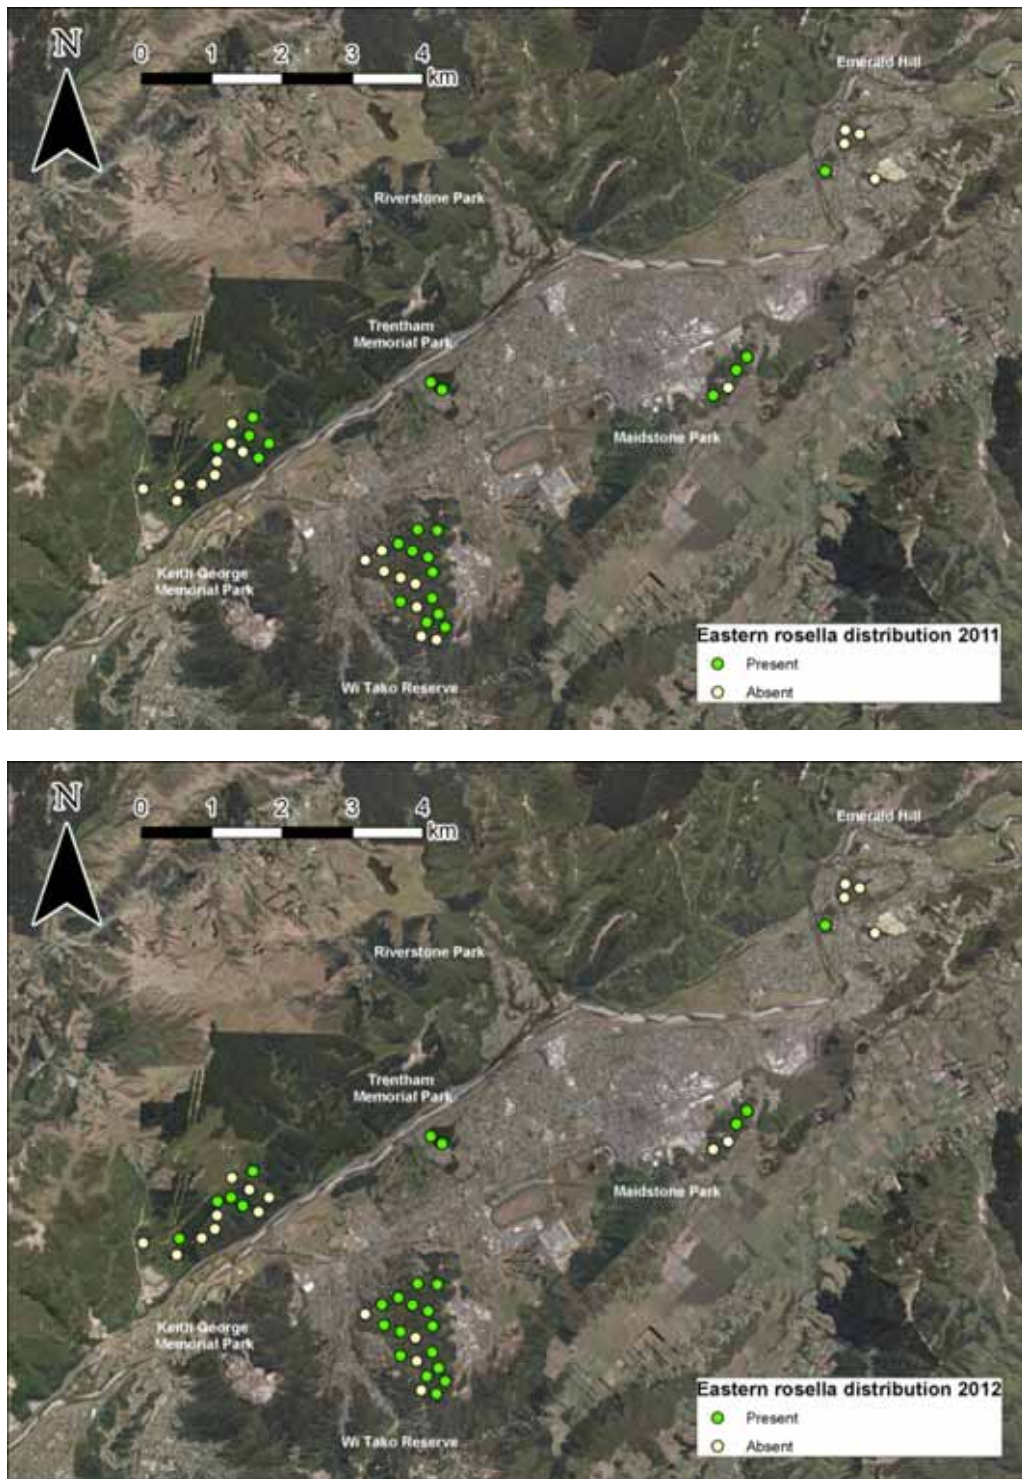 N
0 1 2 3 4
km
Emerald Hill
Riverstone Park
Trentham
Memorial Park
Maidstone Park
Keith George
Memorial Park
Wi Tako Reserve
Eastern rosella distribution 2011
Present
Absent
N
0 1 2 3 4
km
Emerald Hill
Riverstone Park
Trentham
Memorial Park
Maidstone Park
Keith George
Memorial Park
Wi Tako Reserve
Eastern rosella distribution 2012
Present
Absent